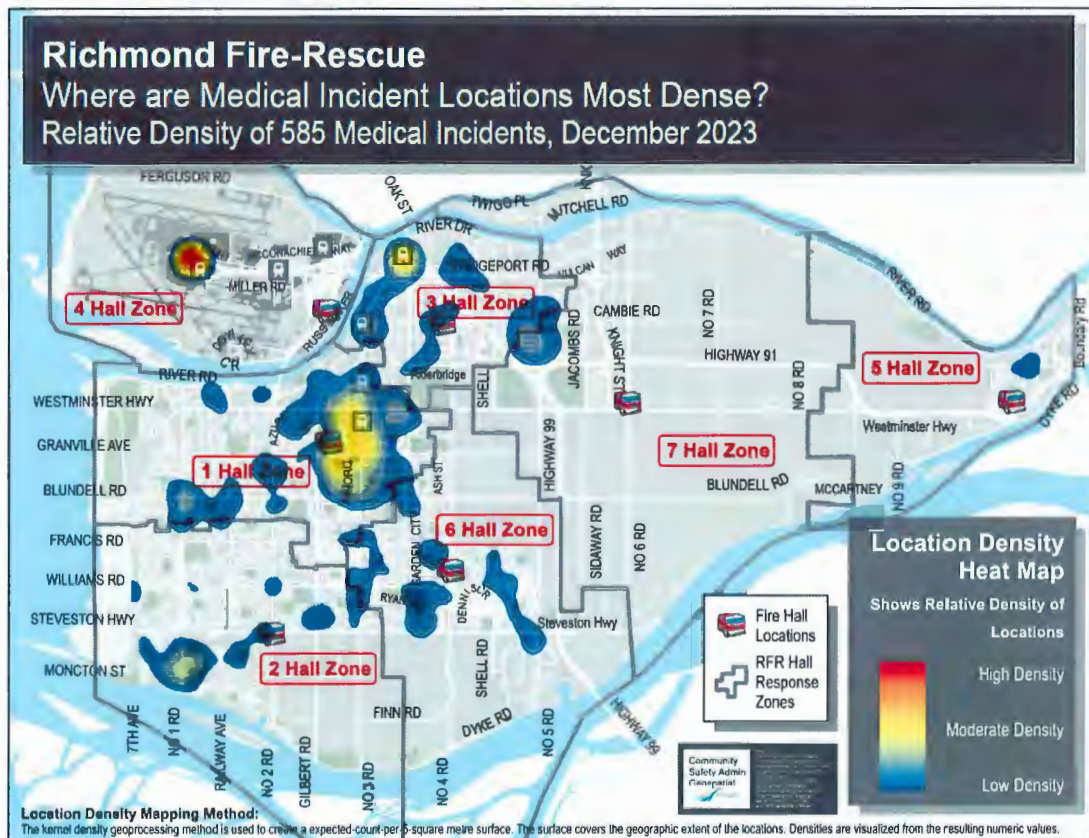 Richmond Fire-Rescue
Where are Medical Incident Locations Most Dense?
Relative Density of 585 Medical Incidents, December 2023
FERGUSON RD
OAK ST
TWIGG PL
MITCHELL RD
RIVER DR
MILLER RD
VULCAN WAY
4 Hall Zone
3 Hall Zone
CAMBIE RD
NO 7 RD
RIVER RD
Boundary Rd
JACOBS RD
KNIGHT ST
HIGHWAY 91
NO 8 RD
5 Hall Zone
RIVER RD
SHELL
WESTMINSTER HWY
DYKE RD
Westminster Hwy
GRANVILLE AVE
HIGHWAY 99
7 Hall Zone
1 Hall Zone
ASH ST
BLUNDELL RD
BLUNDELL RD
MCCARTNEY
NO 9 RD
6 Hall Zone
FRANCIS RD
SIDAWAY RD
NO 6 RD
WILLIAMS RD
STEVESTON HWY
Steveston Hwy
MONCTON ST
2 Hall Zone
SHELL RD
FINN RD
DYKE RD
HIGHWAY 99
7TH AVE
NO 1 RD
RAILWAY AVE
NO 2 RD
GILBERT RD
NO 3 RD
NO 4 RD
NO 5 RD
Fire Hall
Locations
RFR Hall
Response
Zones
Community
Safety Admin
Geospatial
Location Density
Heat Map
Shows Relative Density of
Locations
High Density
Moderate Density
Low Density
Location Density Mapping Method:
The kernel density geoprocessing method is used to create a expected-count-per-5-square metre surface. The surface covers the geographic extent of the locations. Densities are visualized from the resulting numeric values.